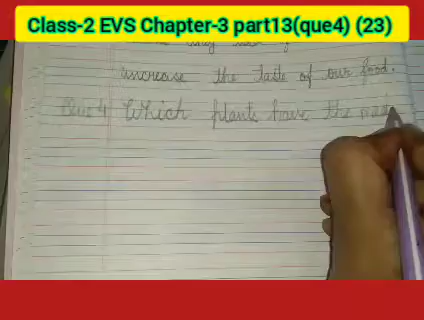 Class-2 EVS Chapter-3 part13(que4) (23)
increase the taste of our food.
Que 4 Which plants have the